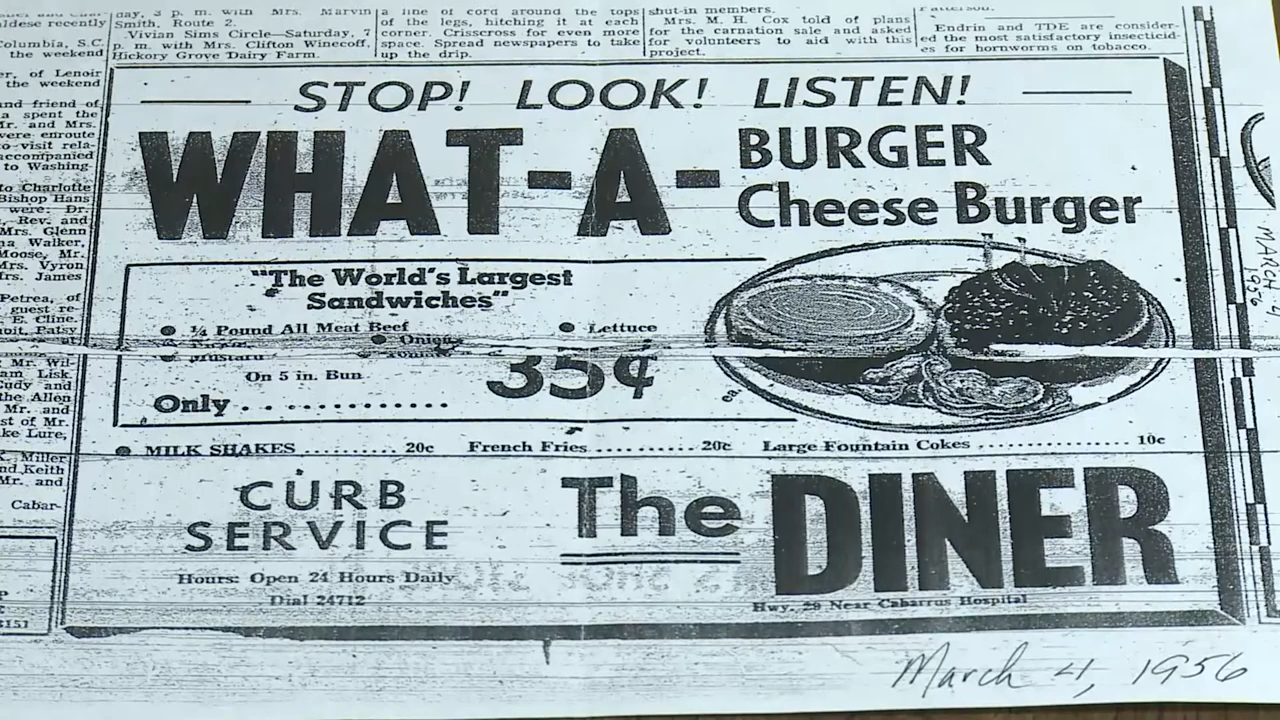 day, 3 p. m. with Mrs. Marvin
Smith, Route 2.
Vivian Sims Circle—Saturday, 7
p. m. with Mrs. Clifton Winecoff,
Hickory Grove Dairy Farm.
a line of cord around the tops
of the legs, hitching it at each
corner. Crisscross for even more
space. Spread newspapers to take
up the drip.
shut-in members.
Mrs. M. H. Cox told of plans
for the carnation sale and asked
for volunteers to aid with this
project.
Endrin and TDE are consider-
ed the most satisfactory insecticid-
es for hornworms on tobacco.
recently
Columbia, S.C.
the weekend
of Lenoir
the weekend
and friend of
spent the
Mr. and Mrs.
were enroute
to visit rela-
accompanied
to Washing-
to Charlotte
Bishop Hans
were: Dr.
Rev. and
Mrs. Glenn
Walker,
Moose, Mr.
Mrs. Vyron
Mrs. James
Petrea, of
guest re-
E. Cline.
Patsy
at
Mr. Wil-
Lisk
and
the Allen
Mr. and
st of Mr.
Lure,
Miller
and Keith
Mr. and
Cabar-
STOP! LOOK! LISTEN!
WHAT-A-
BURGER
Cheese Burger
"The World's Largest
Sandwiches"
¼ Pound All Meat Beef
Lettuce
Onions
Mustard
On 5 in. Bun
Only . . . . . . . . . . . . . .
35¢
ea.
MILK SHAKES .......... 20c French Fries .......... 20c Large Fountain Cokes .................. 10c
CURB
SERVICE
Hours: Open 24 Hours Daily
Dial 24712
The DINER
Hwy. 29 Near Cabarrus Hospital
March 4, 1956
MARCH 4
1956